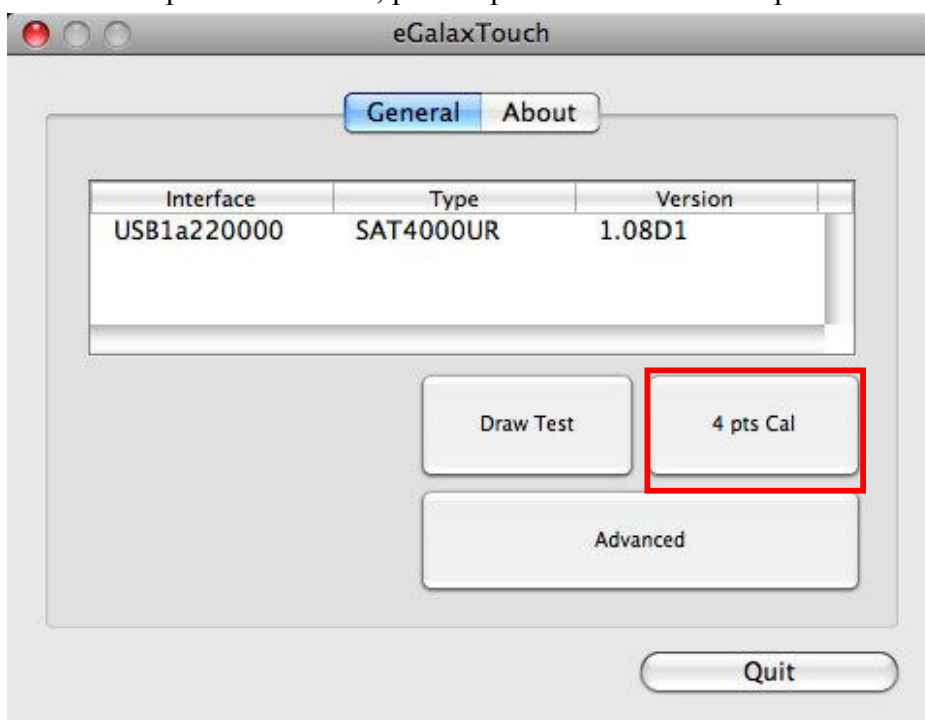 eGalaxTouch
General About
Interface Type Version
USB1a220000 SAT4000UR 1.08D1
Draw Test 4 pts Cal
Advanced
Quit